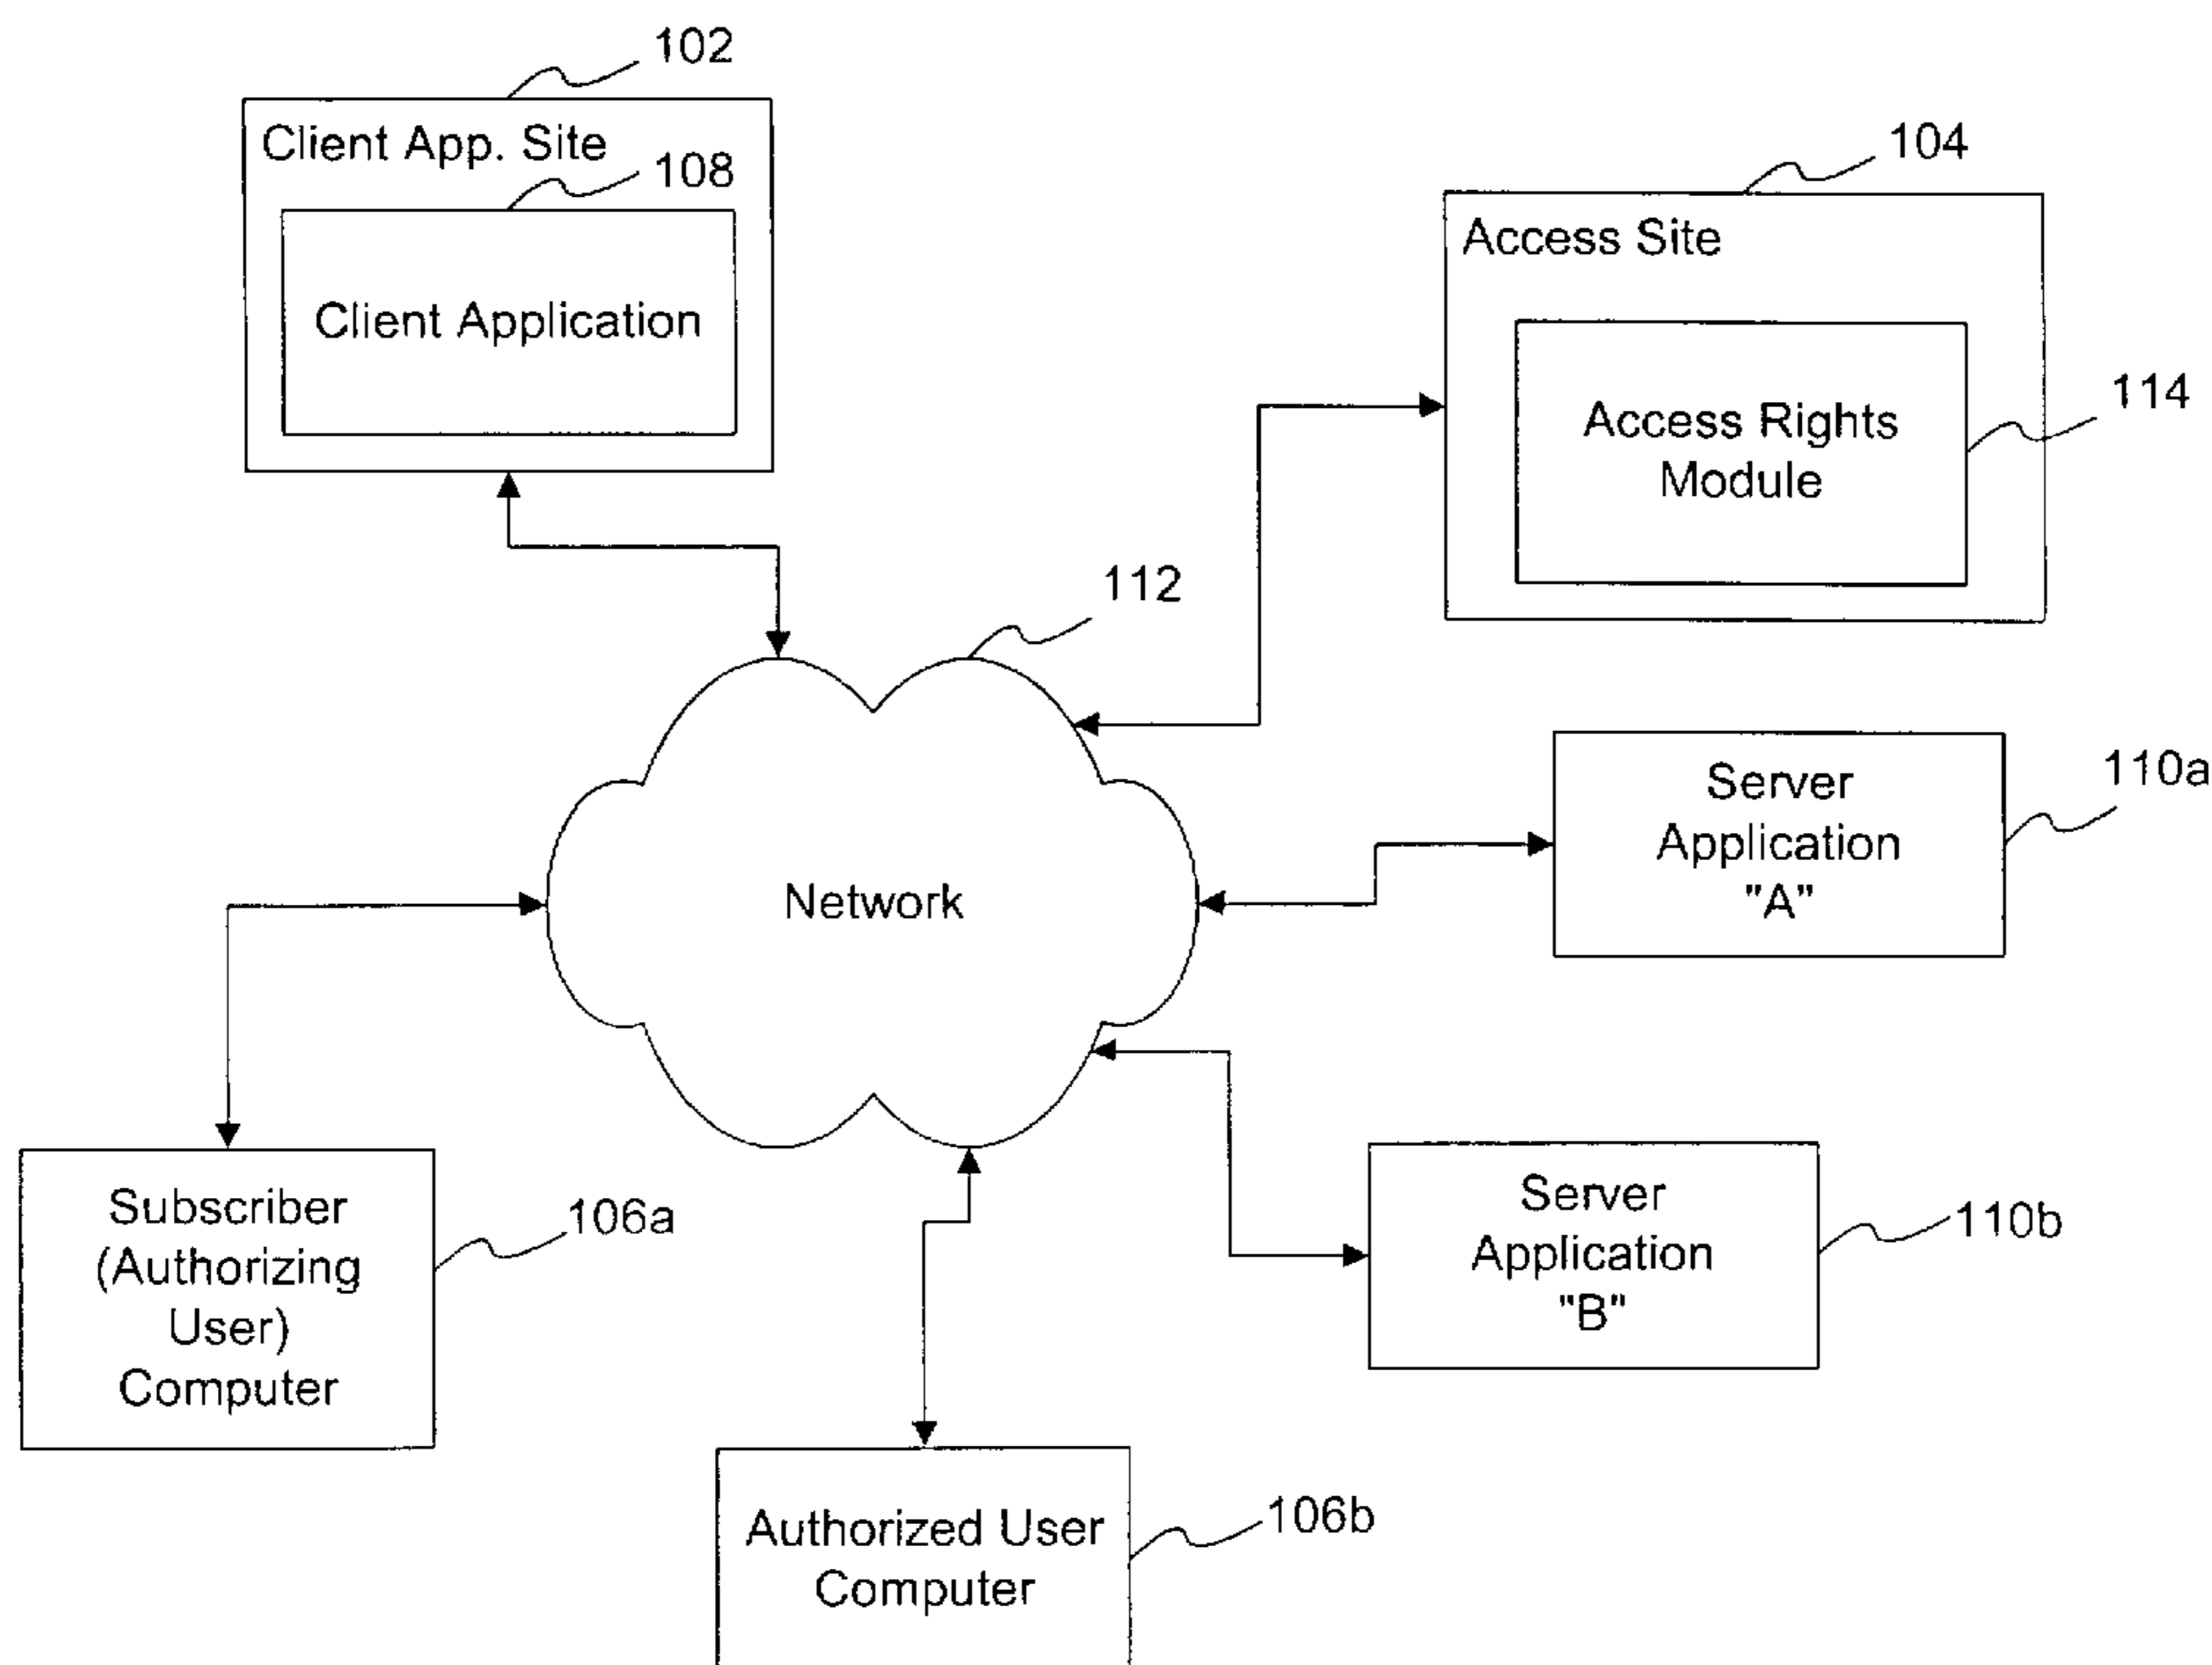 102
Client App. Site
108
Client Application
104
Access Site
114
Access Rights
Module
112
110a
Server
Application
"A"
Network
Subscriber
(Authorizing
User)
Computer
106a
Server
Application
"B"
110b
Authorized User
Computer
106b